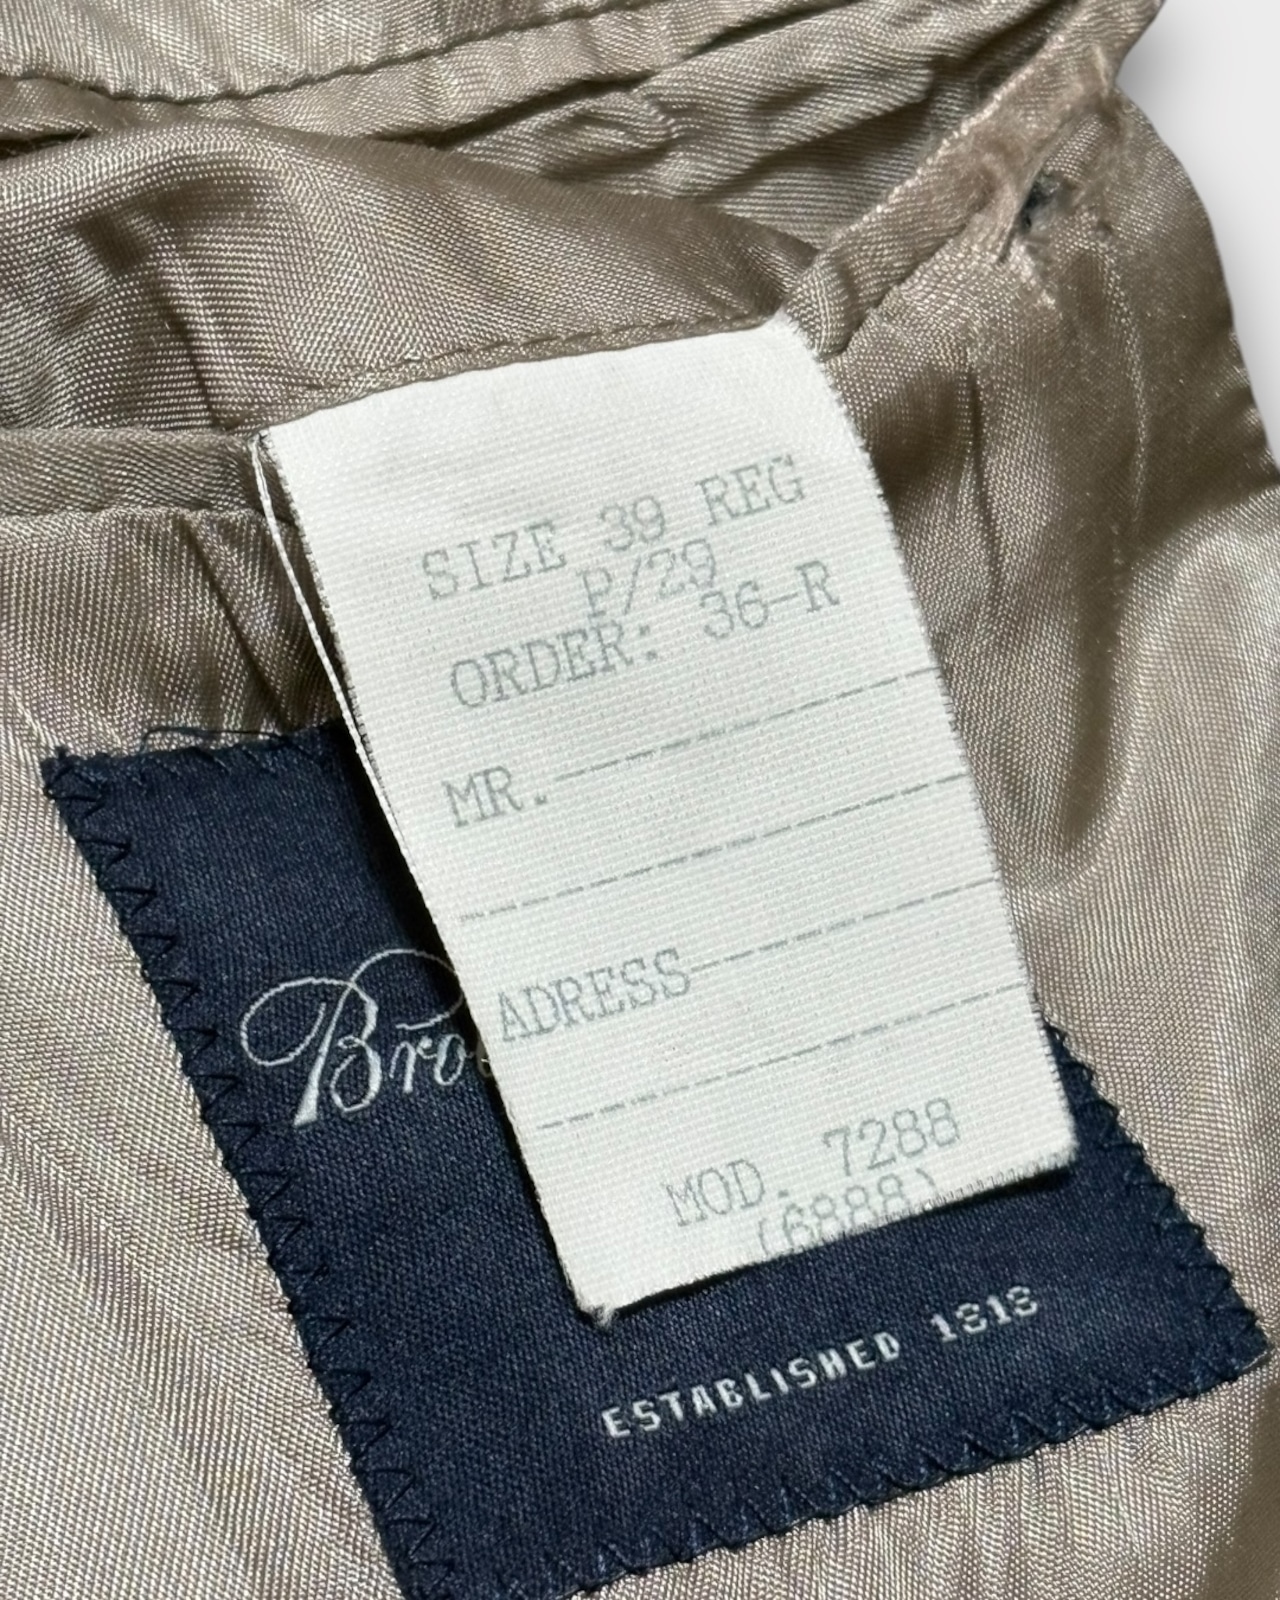 SIZE 39 REG
P/29
ORDER: 36-R
MR.
ADRESS
MOD. 7288
(6888)
Bro
ESTABLISHED 1818